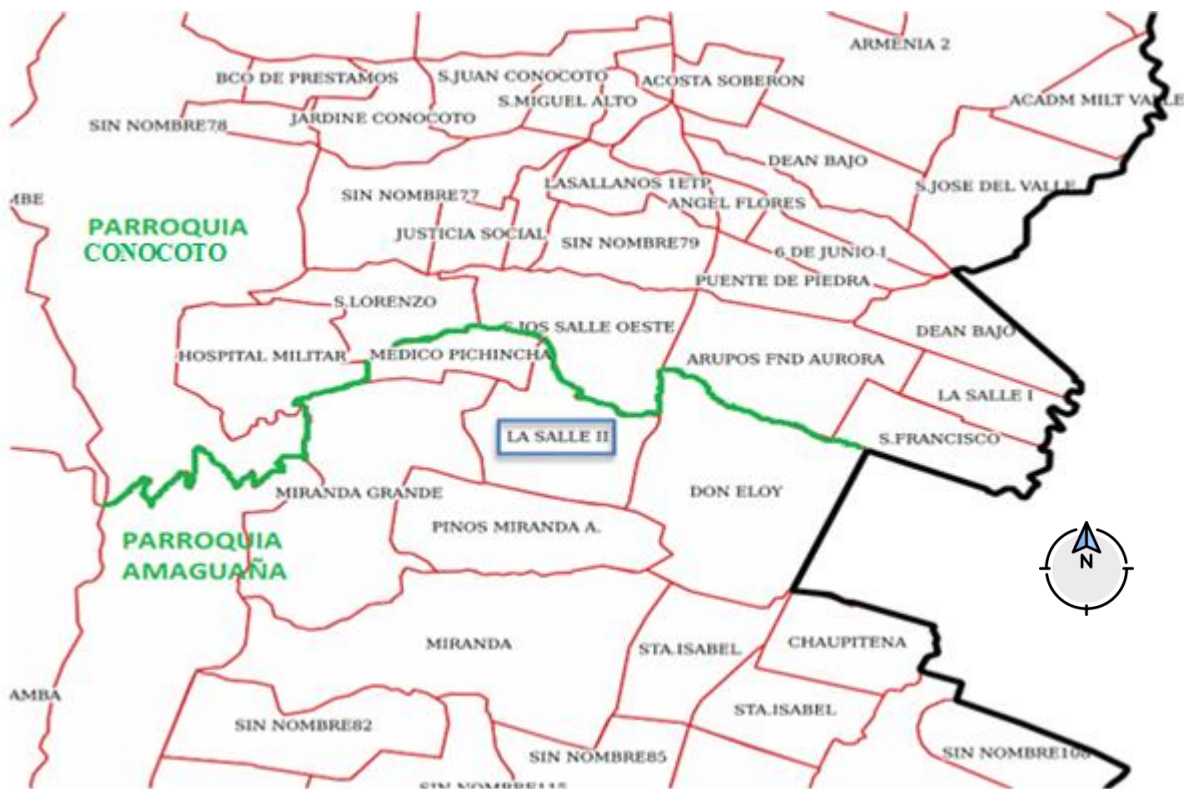 ARMENIA 2
BCO DE PRESTAMOS
S.JUAN CONOCOTO
ACOSTA SOBERON
S.MIGUEL ALTO
ACADM MILT VALLE
SIN NOMBRE78
JARDINE CONOCOTO
DEAN BAJO
LASALLANOS 1ETP
S.JOSE DEL VALLE
SIN NOMBRE77
MBE
ANGEL FLORES
PARROQUIA
CONOCOTO
JUSTICIA SOCIAL
SIN NOMBRE79
6 DE JUNIO-I
PUENTE DE PIEDRA
S.LORENZO
S.JOS SALLE OESTE
DEAN BAJO
HOSPITAL MILITAR
MEDICO PICHINCHA
ARUPOS FND AURORA
LA SALLE I
LA SALLE II
S.FRANCISCO
MIRANDA GRANDE
DON ELOY
PINOS MIRANDA A.
PARROQUIA
AMAGUAÑA
N
MIRANDA
STA.ISABEL
CHAUPITENA
AMBA
STA.ISABEL
SIN NOMBRE82
SIN NOMBRE85
SIN NOMBRE106
SIN NOMBRE115